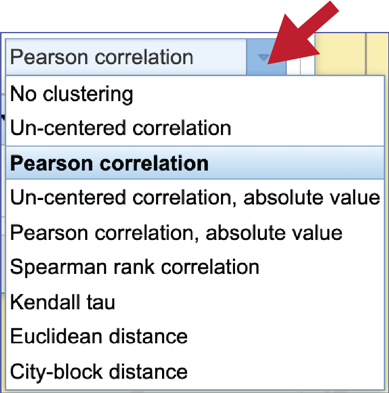 Pearson correlation
No clustering
Un-centered correlation
Pearson correlation
Un-centered correlation, absolute value
Pearson correlation, absolute value
Spearman rank correlation
Kendall tau
Euclidean distance
City-block distance